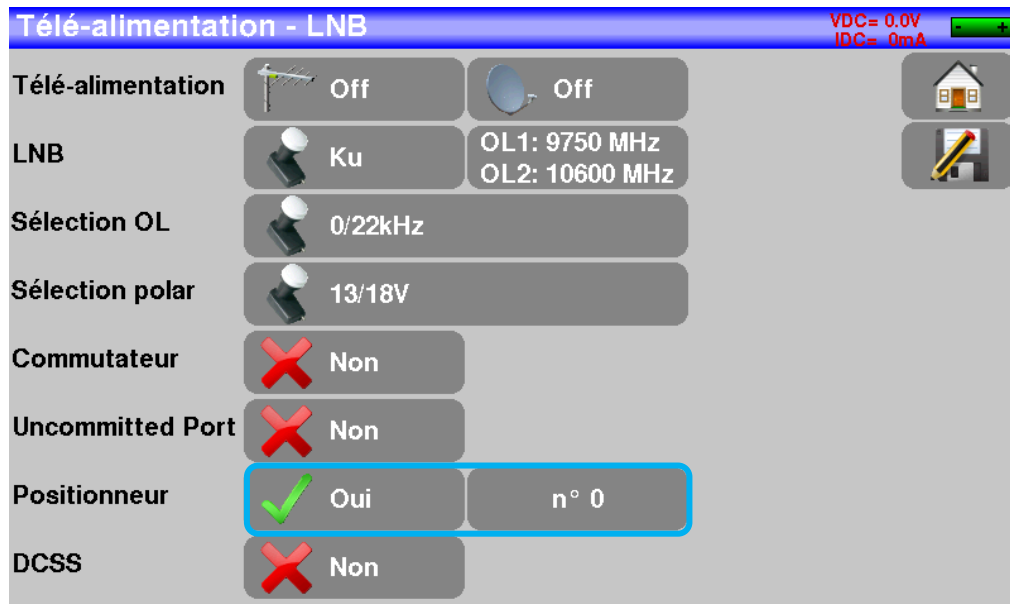 Télé-alimentation - LNB
VDC= 0.0V
IDC= 0mA
- +
Télé-alimentation Off Off
LNB Ku OL1: 9750 MHz
OL2: 10600 MHz
Sélection OL 0/22kHz
Sélection polar 13/18V
Commutateur Non
Uncommitted Port Non
Positionneur Oui n° 0
DCSS Non